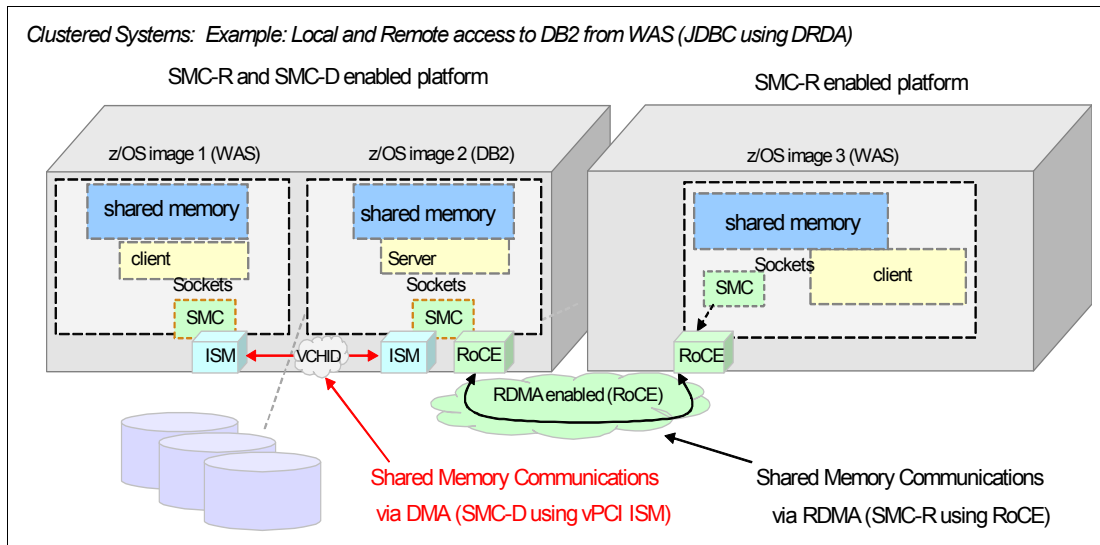 Clustered Systems: Example: Local and Remote access to DB2 from WAS (JDBC using DRDA)
SMC-R and SMC-D enabled platform
SMC-R enabled platform
z/OS image 1 (WAS)
z/OS image 2 (DB2)
z/OS image 3 (WAS)
shared memory
shared memory
shared memory
client
Server
client
Sockets
Sockets
Sockets
SMC
SMC
SMC
ISM
VCHID
ISM
RoCE
RoCE
RDMA enabled (RoCE)
Shared Memory Communications
via DMA (SMC-D using vPCI ISM)
Shared Memory Communications
via RDMA (SMC-R using RoCE)